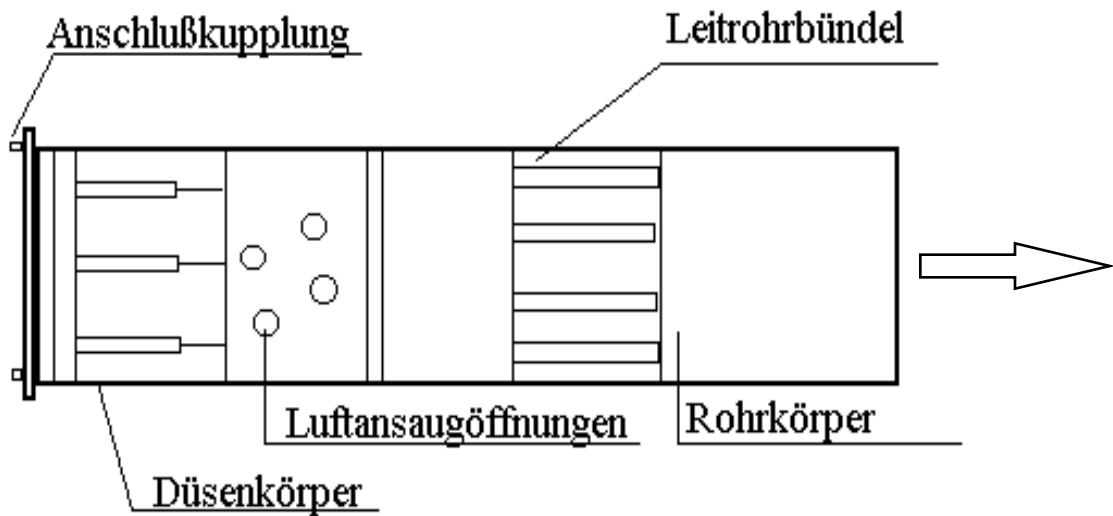 Anschlußkupplung
Leitrohrbündel
Luftansaugöffnungen
Rohrkörper
Düsenkörper